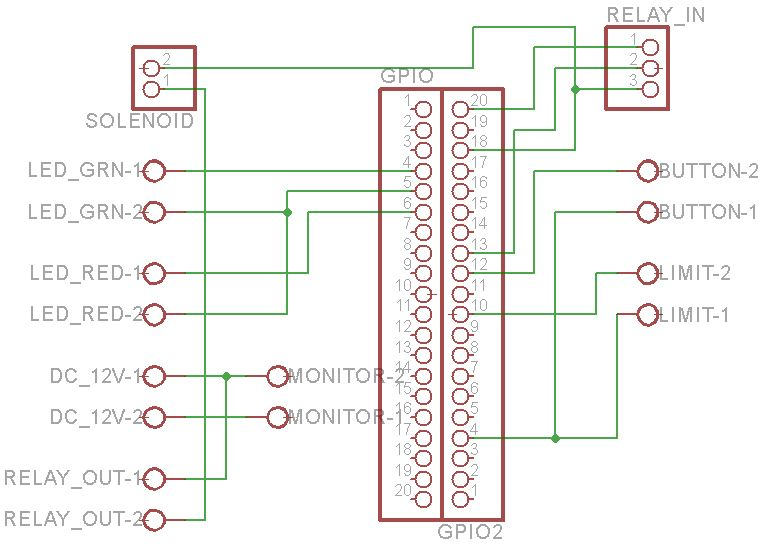 RELAY_IN
1
2
3
2
1
SOLENOID
GPIO
1
2
3
4
5
6
7
8
9
10
11
12
13
14
15
16
17
18
19
20
20
19
18
17
16
15
14
13
12
11
10
9
8
7
6
5
4
3
2
1
GPIO2
LED_GRN-1
LED_GRN-2
LED_RED-1
LED_RED-2
DC_12V-1
MONITOR-2
DC_12V-2
MONITOR-1
RELAY_OUT-1
RELAY_OUT-2
BUTTON-2
BUTTON-1
LIMIT-2
LIMIT-1